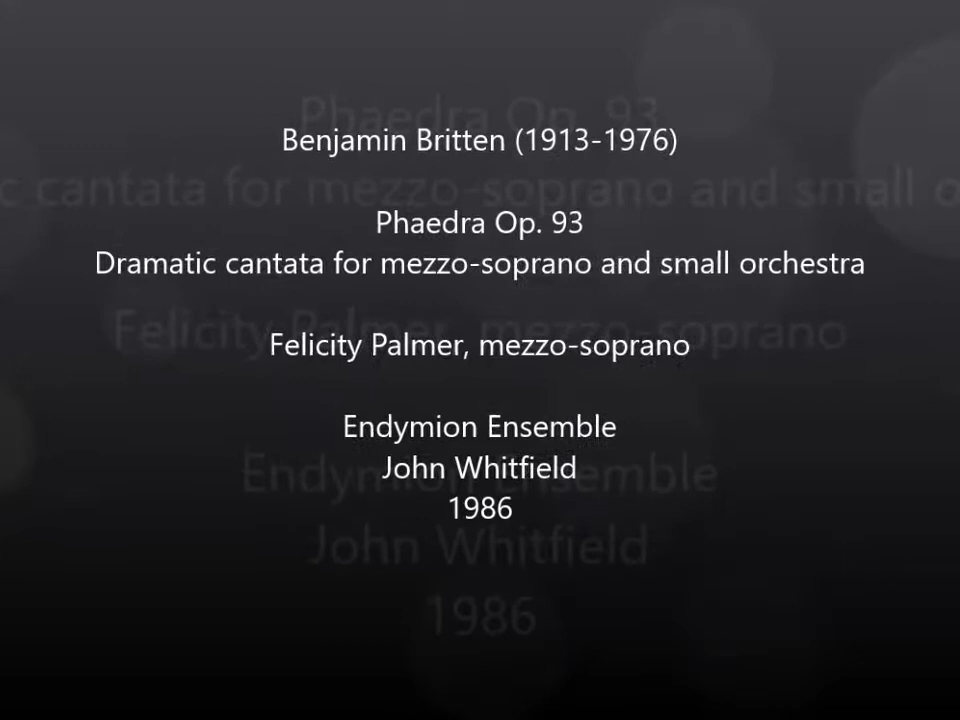 Benjamin Britten (1913-1976)
Phaedra Op. 93
Dramatic cantata for mezzo-soprano and small orchestra
Felicity Palmer, mezzo-soprano
Endymion Ensemble
John Whitfield
1986